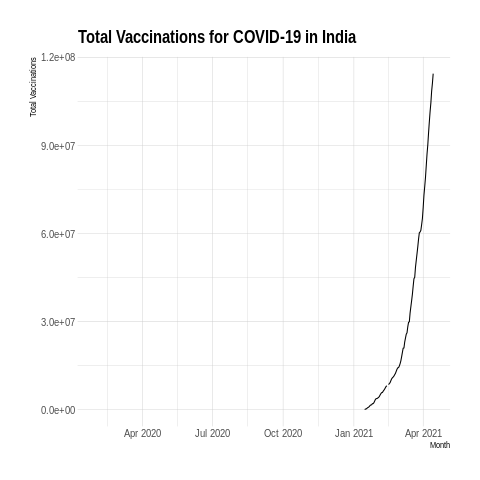 Total Vaccinations for COVID-19 in India
Total Vaccinations
1.2e+08
9.0e+07
6.0e+07
3.0e+07
0.0e+00
Apr 2020 Jul 2020 Oct 2020 Jan 2021 Apr 2021
Month